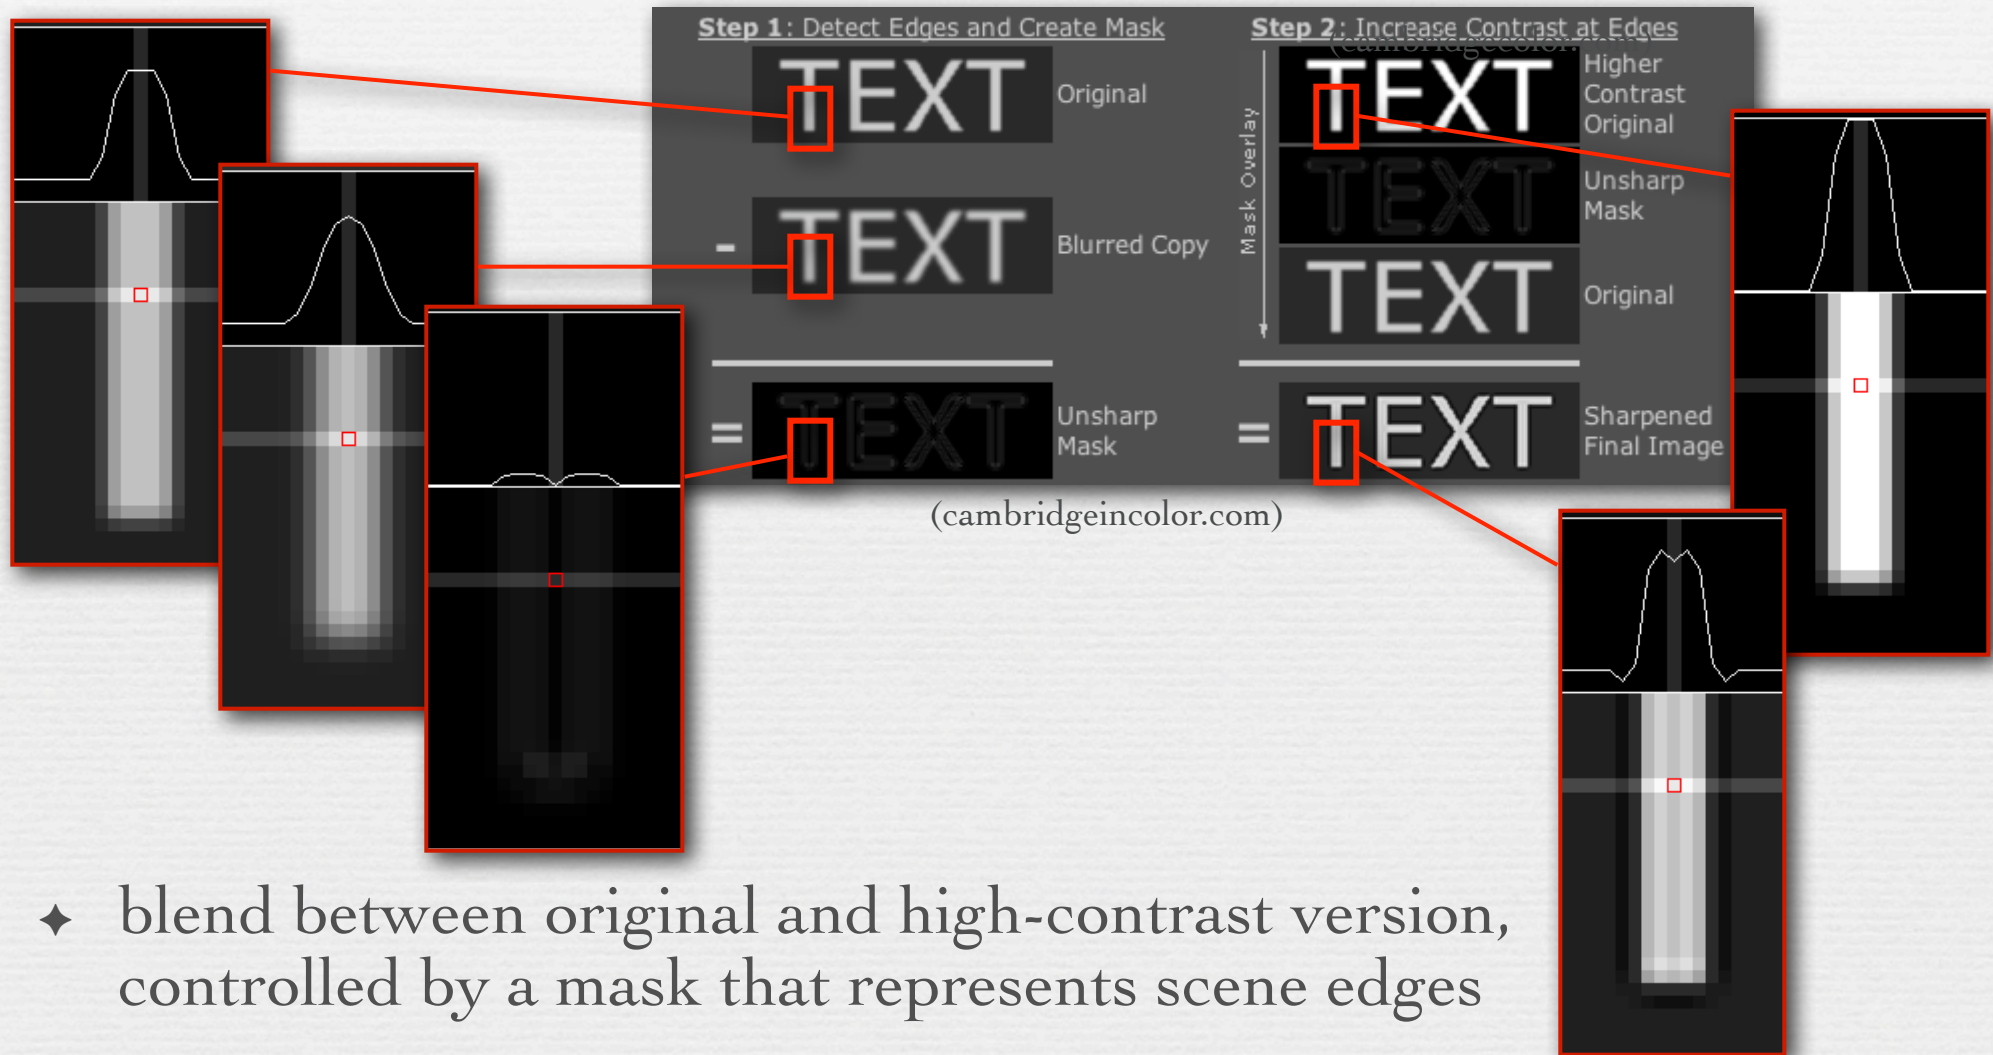 Step 1: Detect Edges and Create Mask
TEXT
Original
- TEXT
Blurred Copy
= TEXT
Unsharp
Mask
Step 2: Increase Contrast at Edges
(cambridgecolor.com)
Mask Overlay
TEXT
Higher
Contrast
Original
TEXT
Unsharp
Mask
TEXT
Original
= TEXT
Sharpened
Final Image
(cambridgeincolor.com)
✦ blend between original and high-contrast version,
controlled by a mask that represents scene edges